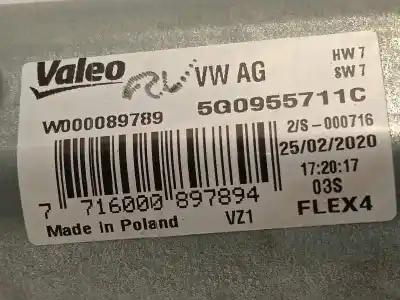 Valeo VW AG HW 7
SW 7
W000089789 5G0955711C
2/S-000716
25/02/2020
17:20:17
03S
7 716000 897894
Made in Poland VZ1 FLEX4